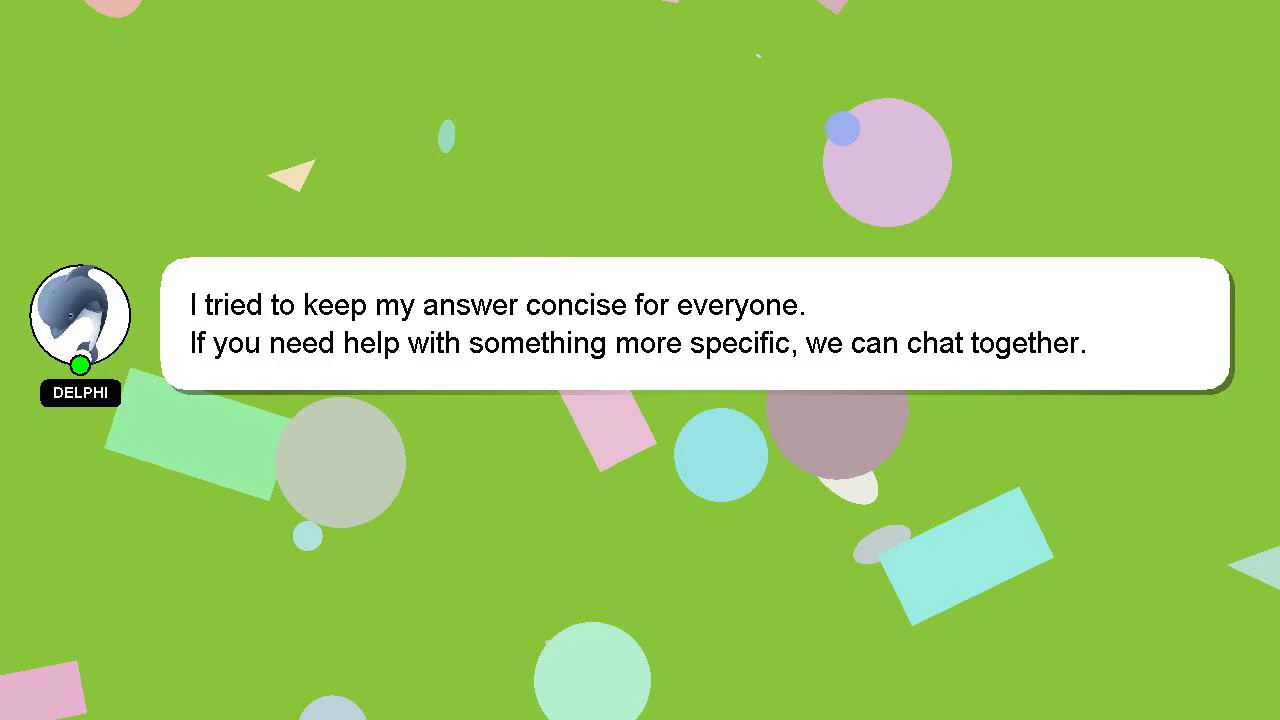 I tried to keep my answer concise for everyone.
If you need help with something more specific, we can chat together.
DELPHI